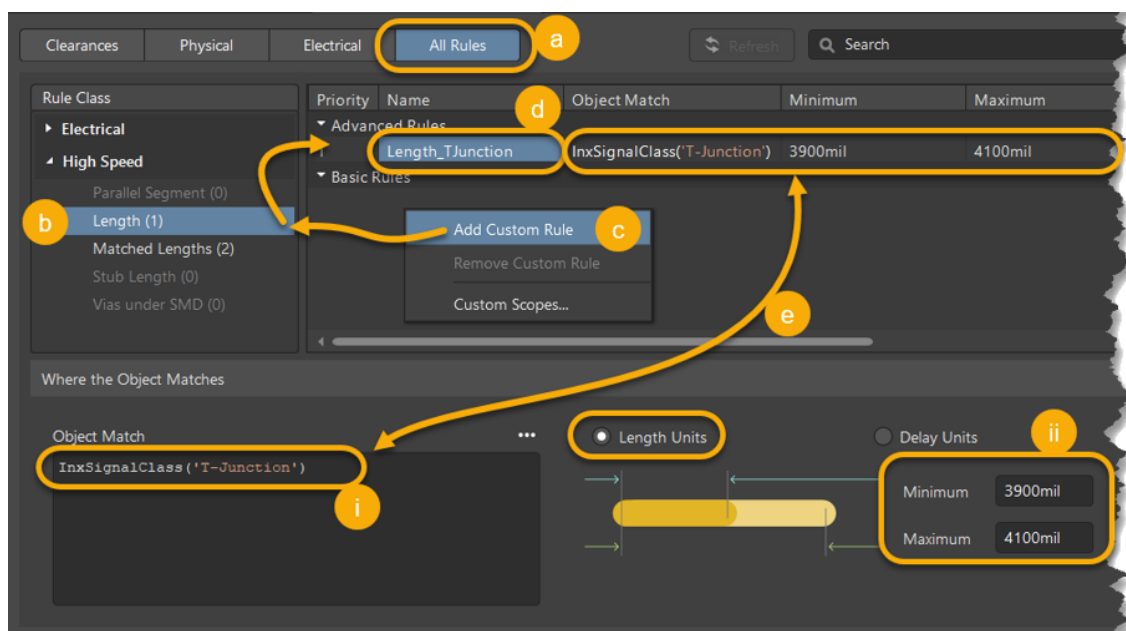 Clearances Physical Electrical All Rules a Refresh Search
Rule Class
Electrical
High Speed
Parallel Segment (0)
b Length (1)
Matched Lengths (2)
Stub Length (0)
Vias under SMD (0)
Priority Name d Object Match Minimum Maximum
Advanced Rules
1 Length_TJunction InxSignalClass('T-Junction') 3900mil 4100mil
Basic Rules
Add Custom Rule c
Remove Custom Rule
Custom Scopes...
e
Where the Object Matches
Object Match ••• Length Units Delay Units ii
InxSignalClass('T-Junction')
i
Minimum 3900mil
Maximum 4100mil